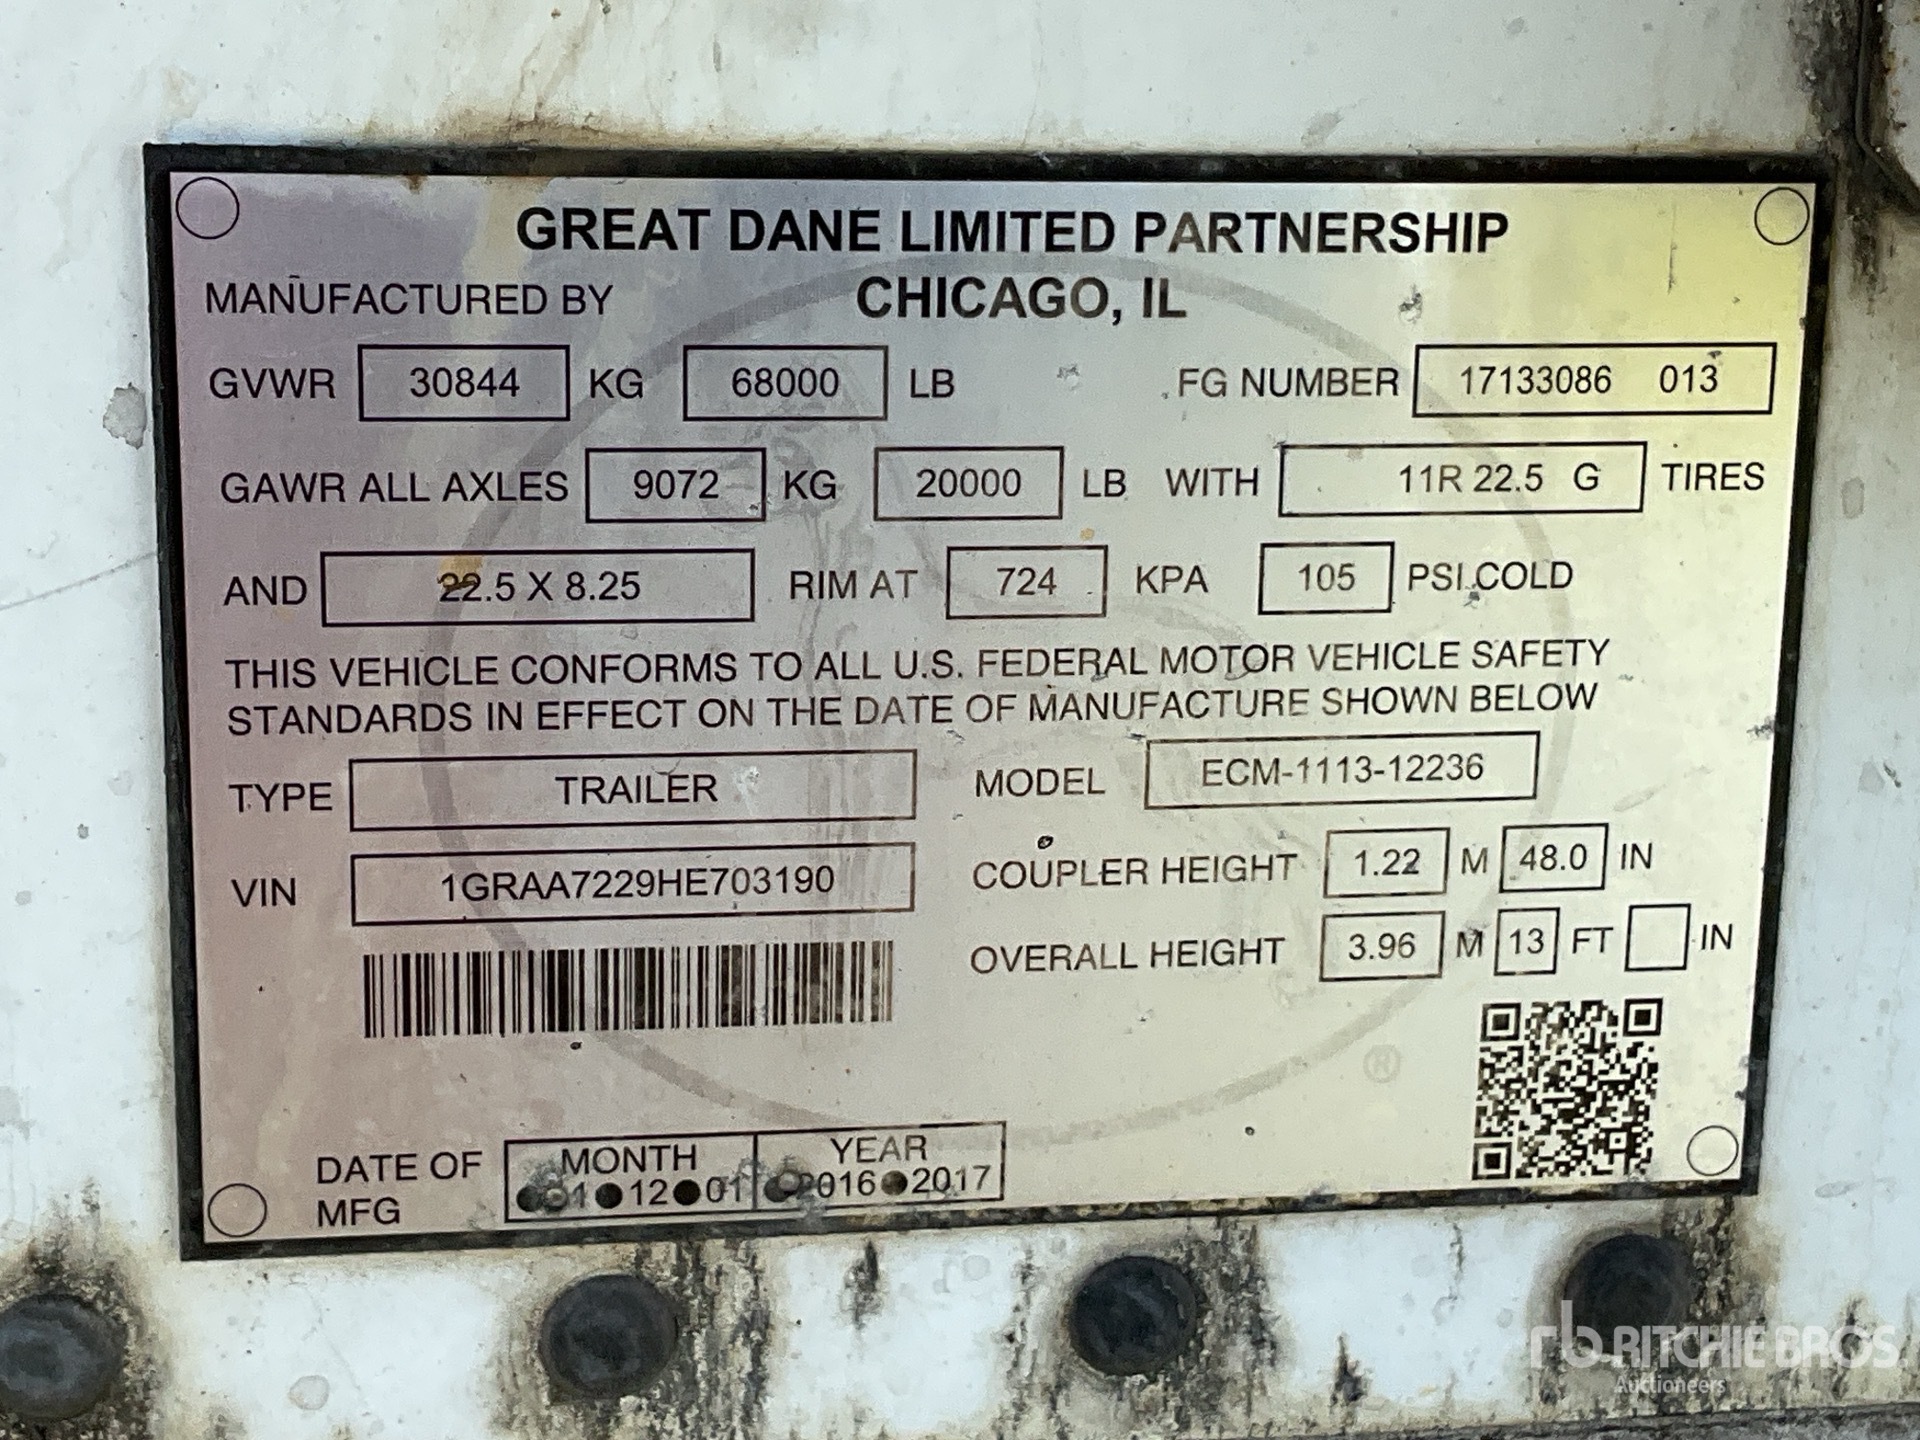 GREAT DANE LIMITED PARTNERSHIP
MANUFACTURED BY CHICAGO, IL
GVWR 30844 KG 68000 LB FG NUMBER 17133086 013
GAWR ALL AXLES 9072 KG 20000 LB WITH 11R 22.5 G TIRES
AND 22.5 X 8.25 RIM AT 724 KPA 105 PSI COLD
THIS VEHICLE CONFORMS TO ALL U.S. FEDERAL MOTOR VEHICLE SAFETY
STANDARDS IN EFFECT ON THE DATE OF MANUFACTURE SHOWN BELOW
TYPE TRAILER MODEL ECM-1113-12236
VIN 1GRAA7229HE703190 COUPLER HEIGHT 1.22 M 48.0 IN
OVERALL HEIGHT 3.96 M 13 FT IN
®
DATE OF MFG
MONTH YEAR
12 01 2016 2017
rb RITCHIE BROS.
Auctioneers